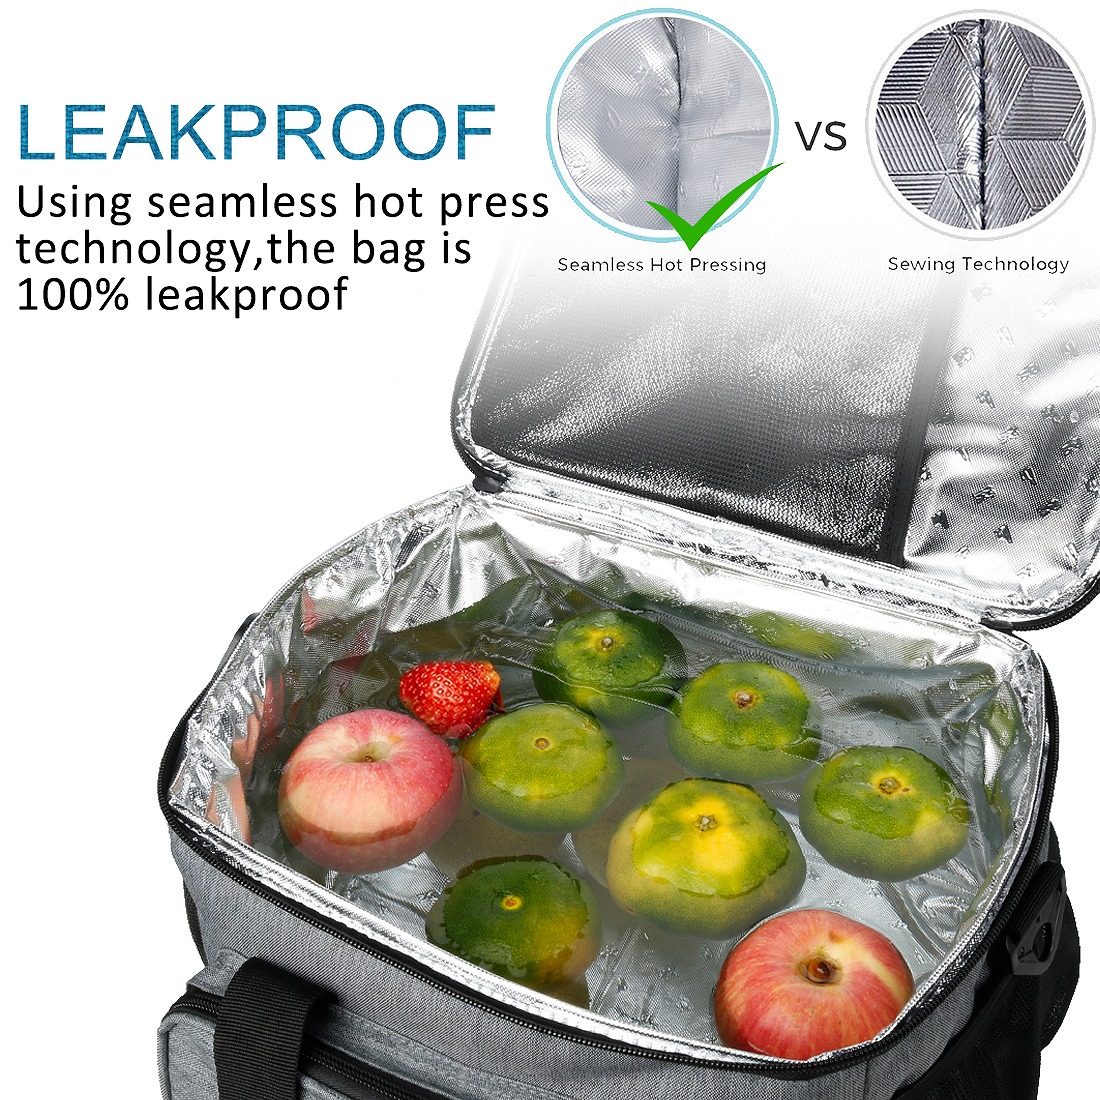 LEAKPROOF
Using seamless hot press
technology,the bag is
100% leakproof
VS
Seamless Hot Pressing
Sewing Technology